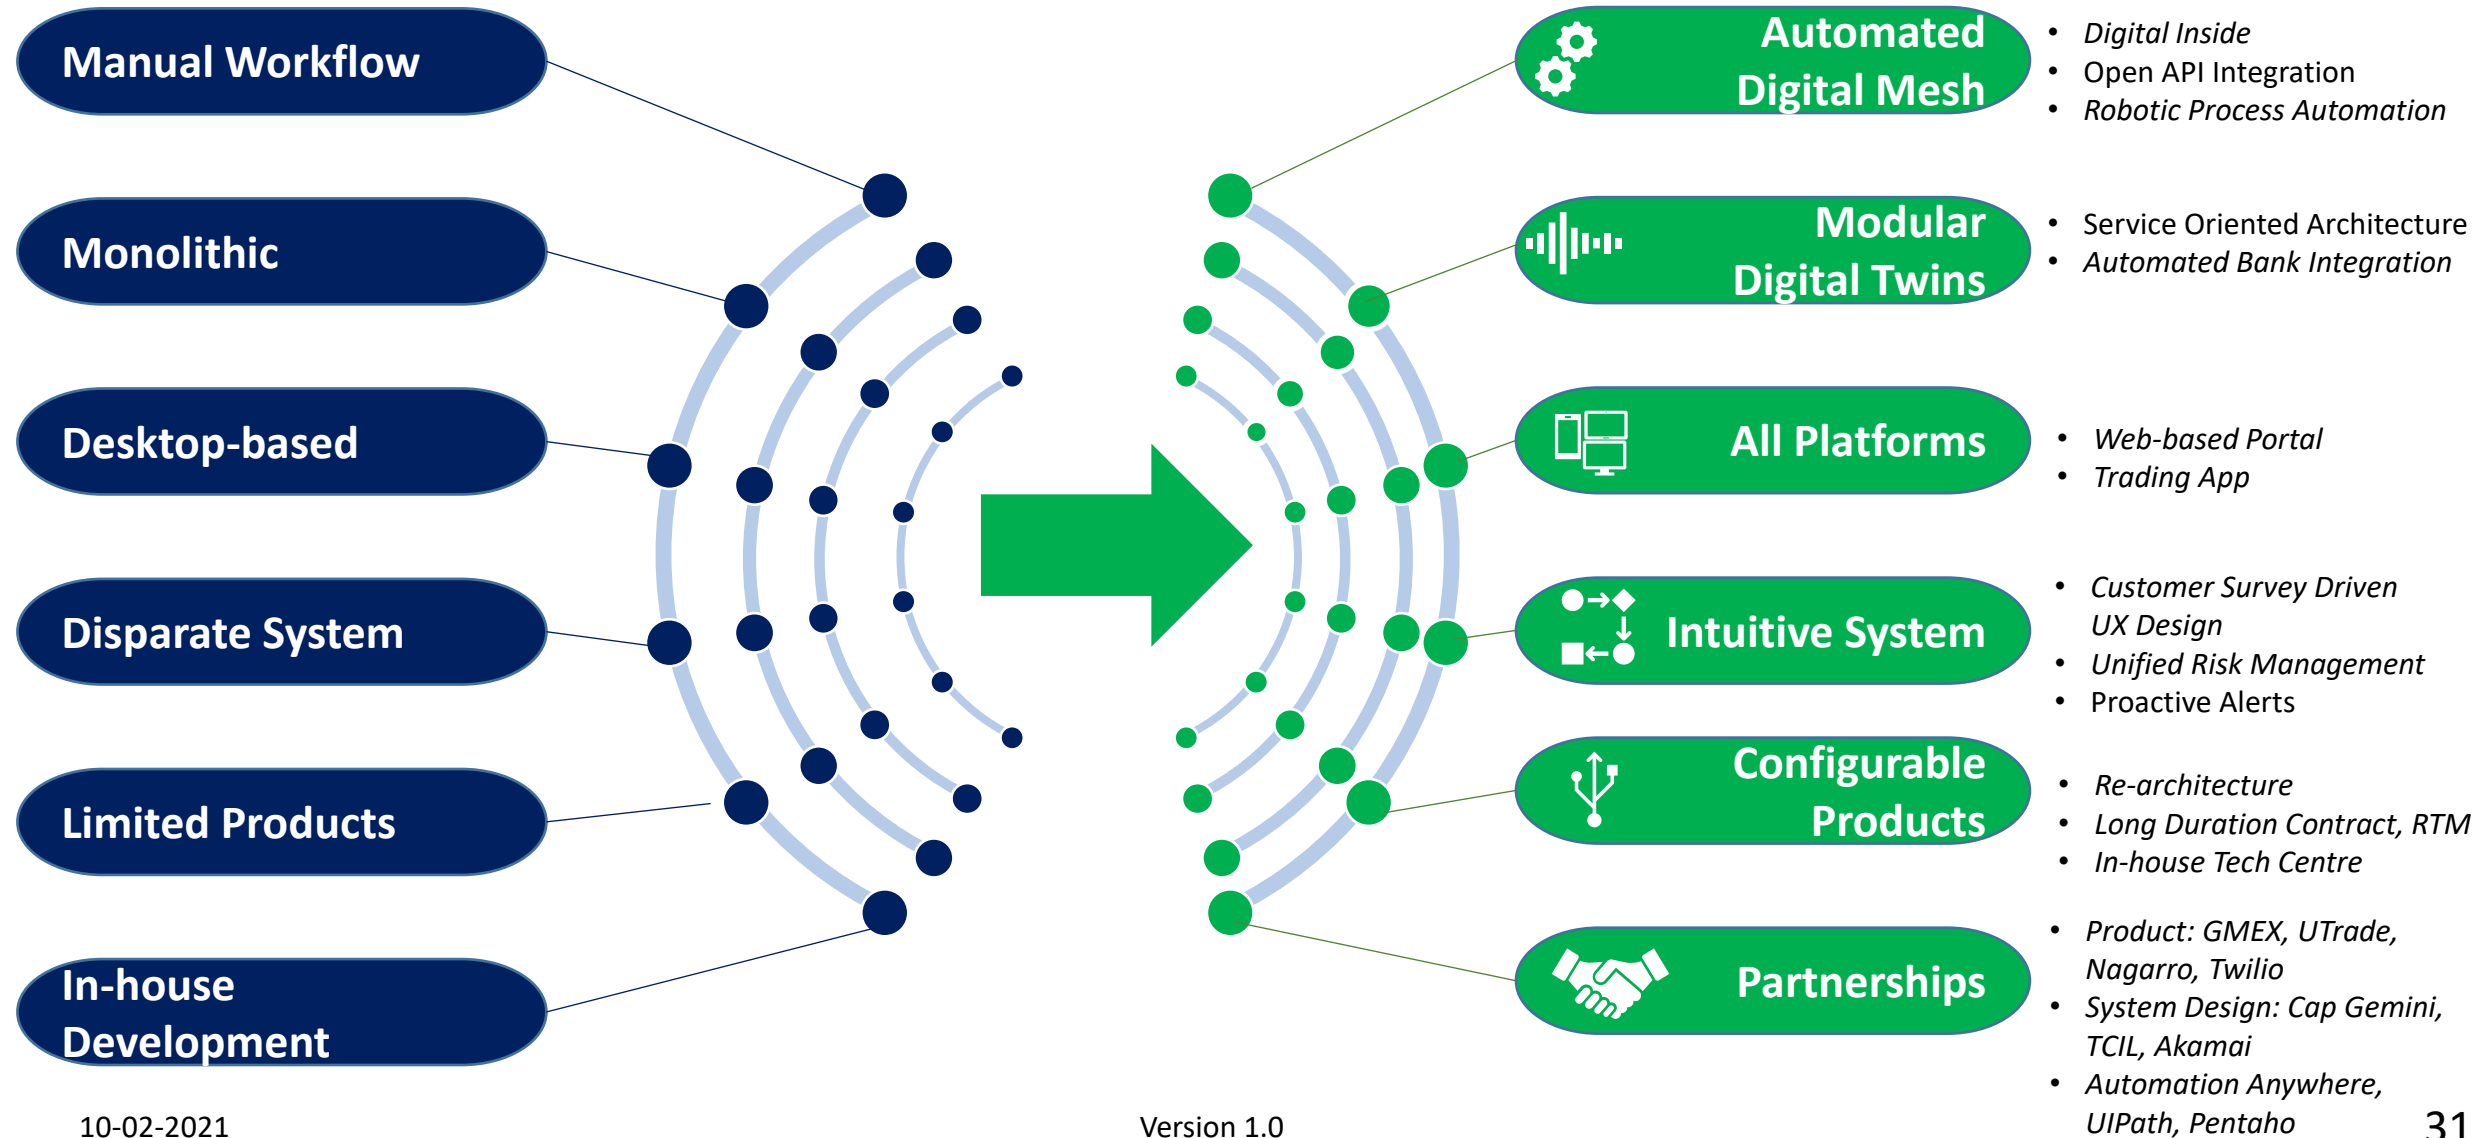 Manual Workflow
Monolithic
Desktop-based
Disparate System
Limited Products
In-house
Development
Automated
Digital Mesh
• Digital Inside
• Open API Integration
• Robotic Process Automation
Modular
Digital Twins
• Service Oriented Architecture
• Automated Bank Integration
All Platforms
• Web-based Portal
• Trading App
Intuitive System
• Customer Survey Driven
UX Design
• Unified Risk Management
• Proactive Alerts
Configurable
Products
• Re-architecture
• Long Duration Contract, RTM
• In-house Tech Centre
Partnerships
• Product: GMEX, UTrade,
Nagarro, Twilio
• System Design: Cap Gemini,
TCIL, Akamai
• Automation Anywhere,
UIPath, Pentaho
10-02-2021
Version 1.0
31